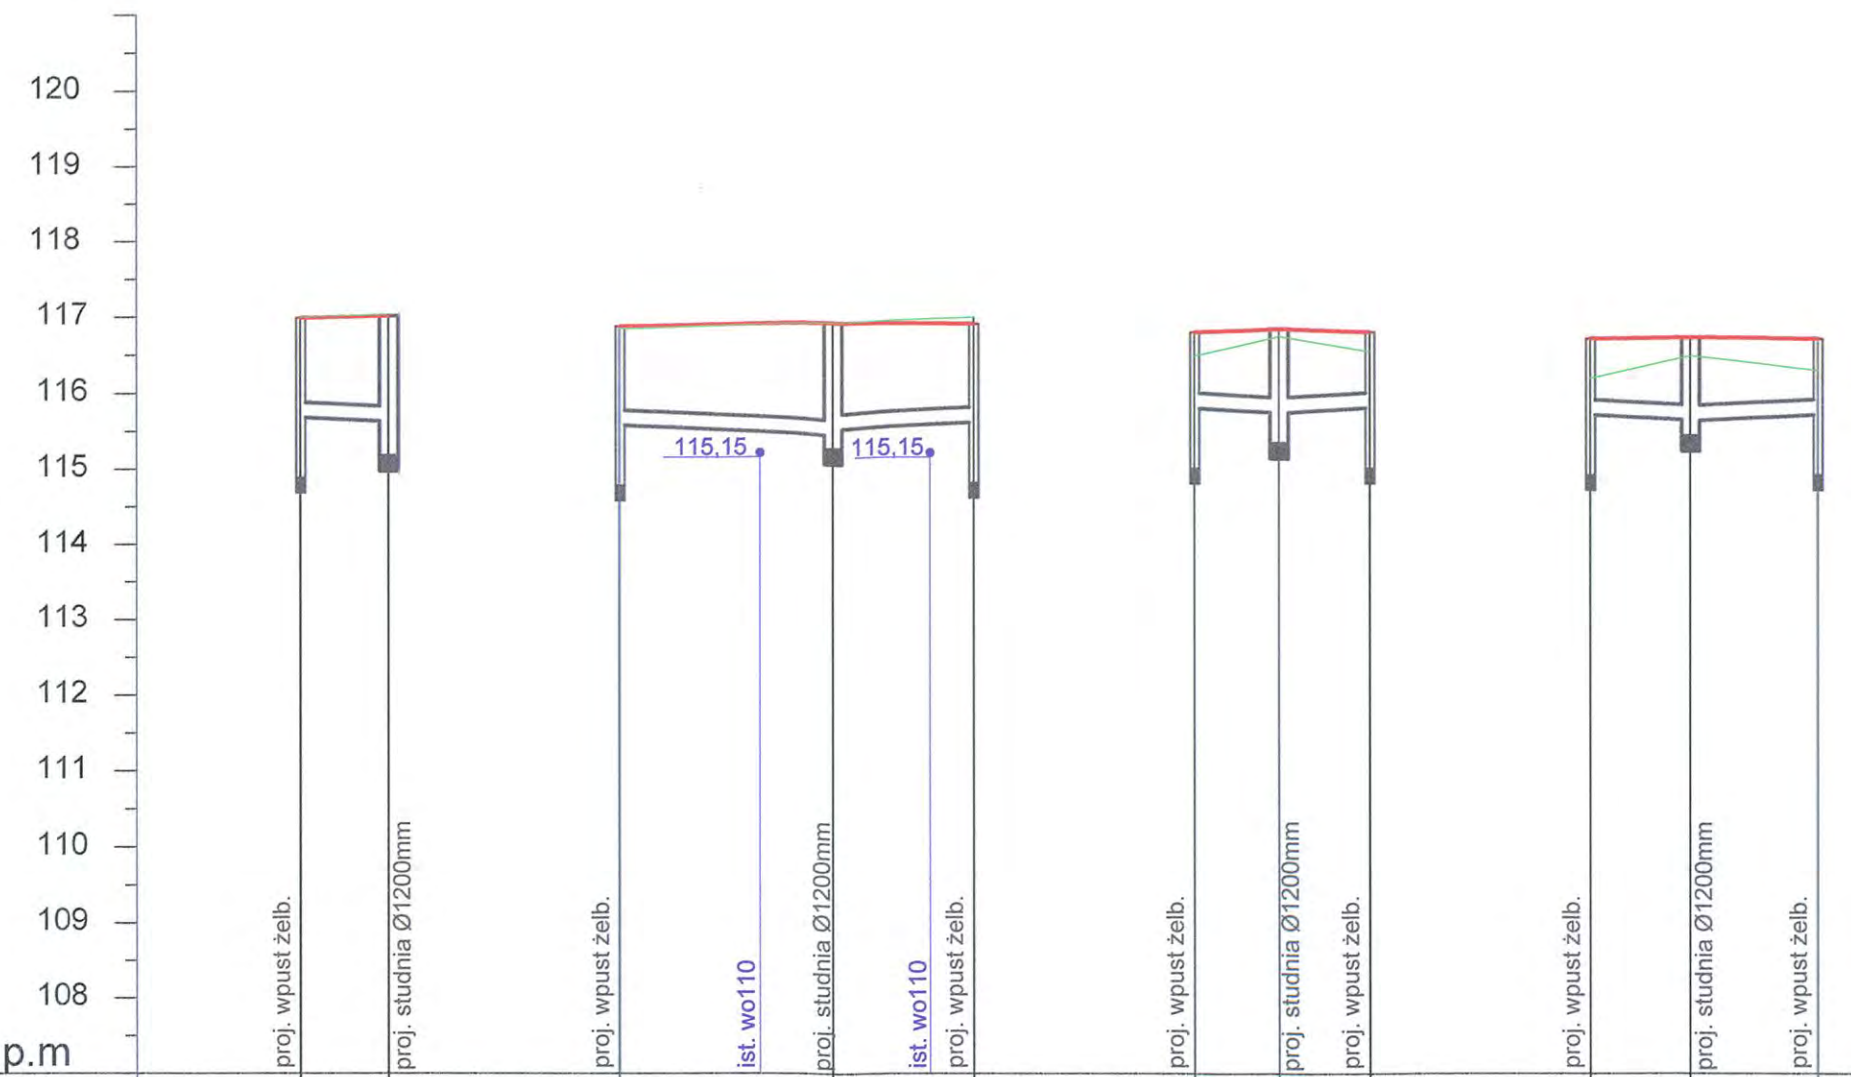 120
119
118
117
116
115
114
113
112
111
110
109
108
p.m
proj. wpust żelb.
proj. studnia Ø1200mm
proj. wpust żelb.
115,15
ist. wo110
proj. studnia Ø1200mm
115,15
ist. wo110
proj. wpust żelb.
proj. wpust żelb.
proj. studnia Ø1200mm
proj. wpust żelb.
proj. wpust żelb.
proj. studnia Ø1200mm
proj. wpust żelb.